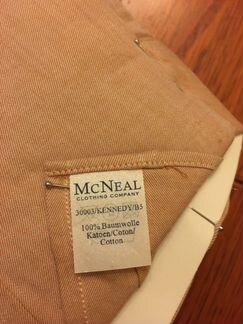 McNEAL
CLOTHING COMPANY
30003/KENNEDY/B5
100% Baumwolle
Katoen/Coton/
Cotton